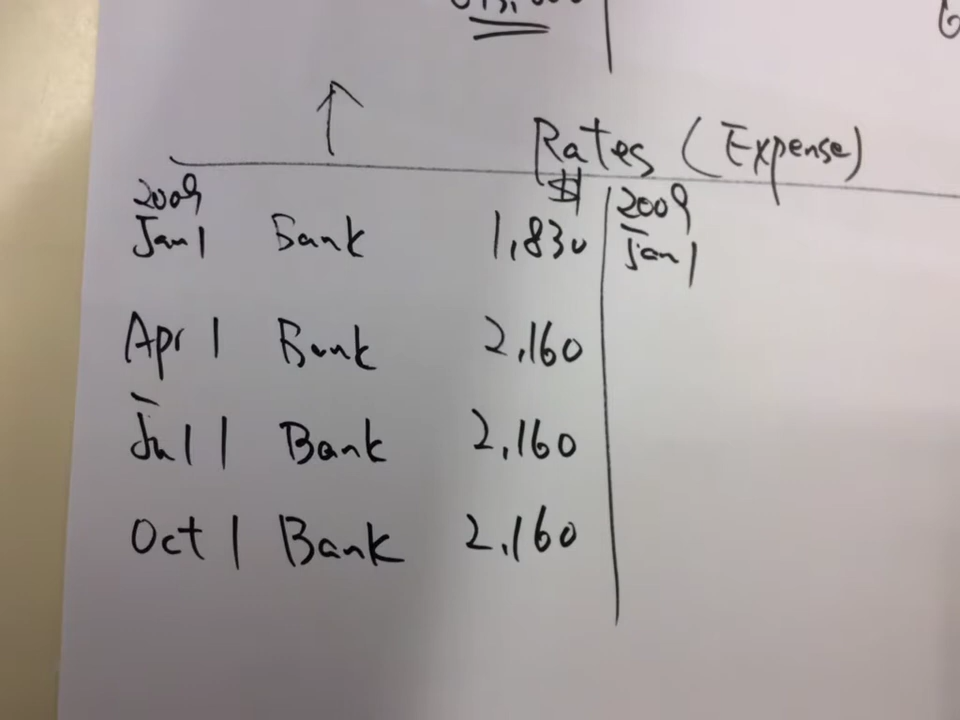 Rates (Expense)
$
2009
2009
Jan 1 Bank 1,830
Jan 1
Apr 1 Bank 2,160
Jul 1 Bank 2,160
Oct 1 Bank 2,160